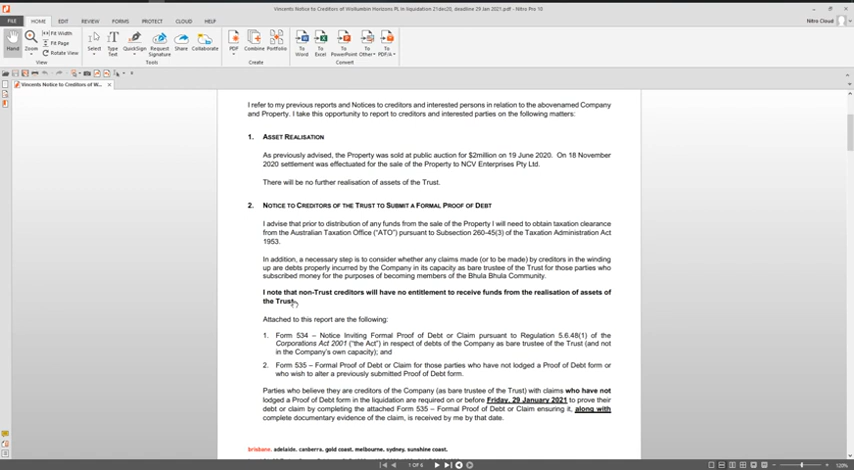 Vincents Notice to Creditors of Wollumbin Horizons PL in liquidation 21dec20, deadline 29 Jan 2021.pdf - Nitro Pro 10
FILE HOME EDIT REVIEW FORMS PROTECT CLOUD HELP
Nitro Cloud
Hand Zoom Fit Width Fit Page Rotate View
Select Type Text QuickSign Request Signature Share Collaborate
PDF Combine Portfolio
To Word To Excel To PowerPoint To Other To PDF/A
View Tools Create Convert
Vincents Notice to Creditors of W...
I refer to my previous reports and Notices to creditors and interested persons in relation to the abovenamed Company
and Property. I take this opportunity to report to creditors and interested parties on the following matters:
1. ASSET REALISATION
As previously advised, the Property was sold at public auction for $2million on 19 June 2020. On 18 November
2020 settlement was effectuated for the sale of the Property to NCV Enterprises Pty Ltd.
There will be no further realisation of assets of the Trust.
2. NOTICE TO CREDITORS OF THE TRUST TO SUBMIT A FORMAL PROOF OF DEBT
I advise that prior to distribution of any funds from the sale of the Property I will need to obtain taxation clearance
from the Australian Taxation Office ("ATO") pursuant to Subsection 260-45(3) of the Taxation Administration Act
1953.
In addition, a necessary step is to consider whether any claims made (or to be made) by creditors in the winding
up are debts properly incurred by the Company in its capacity as bare trustee of the Trust for those parties who
subscribed money for the purposes of becoming members of the Bhula Bhula Community.
I note that non-Trust creditors will have no entitlement to receive funds from the realisation of assets of
the Trust.
Attached to this report are the following:
1. Form 534 – Notice Inviting Formal Proof of Debt or Claim pursuant to Regulation 5.6.48(1) of the
Corporations Act 2001 ("the Act") in respect of debts of the Company as bare trustee of the Trust (and not
in the Company's own capacity); and
2. Form 535 – Formal Proof of Debt or Claim for those parties who have not lodged a Proof of Debt form or
who wish to alter a previously submitted Proof of Debt form.
Parties who believe they are creditors of the Company (as bare trustee of the Trust) with claims who have not
lodged a Proof of Debt form in the liquidation are required on or before Friday, 29 January 2021 to prove their
debt or claim by completing the attached Form 535 – Formal Proof of Debt or Claim ensuring it, along with
complete documentary evidence of the claim, is received by me by that date.
brisbane. adelaide. canberra. gold coast. melbourne. sydney. sunshine coast.
1 OF 6
120%